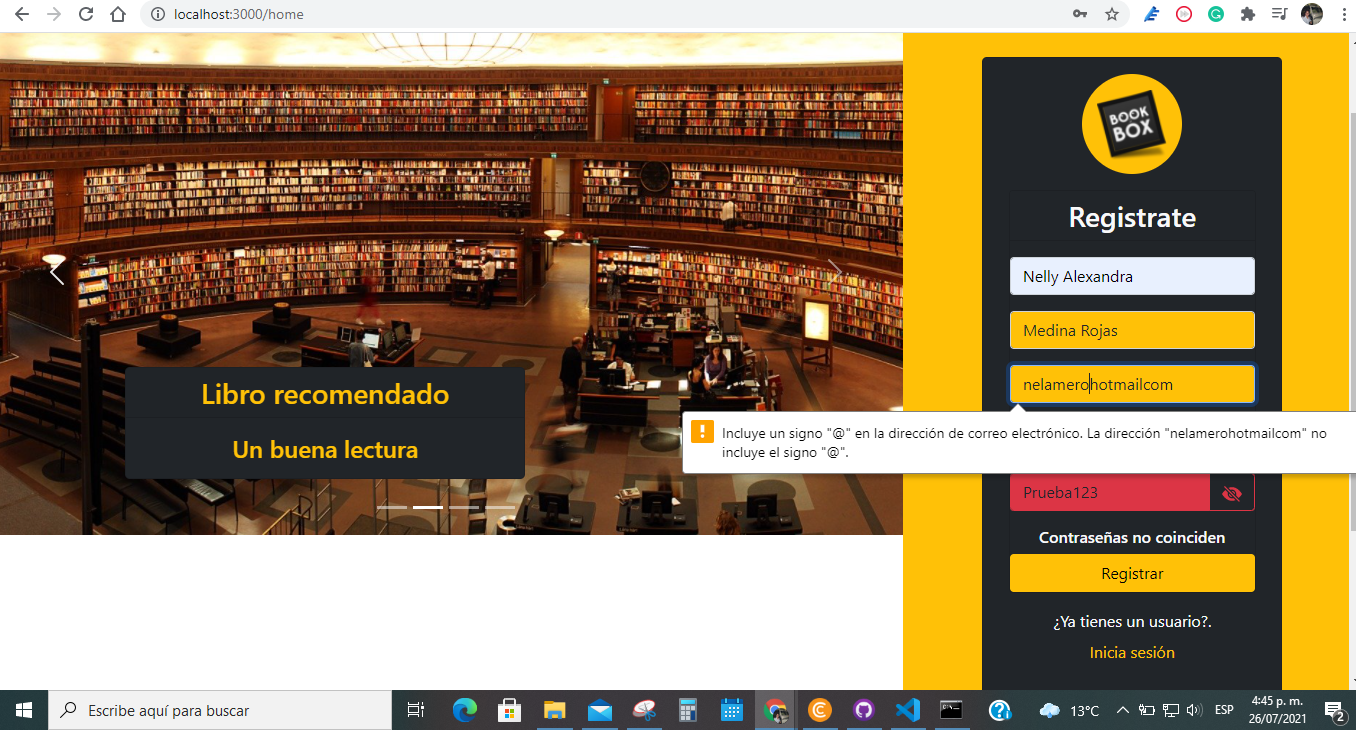 localhost:3000/home
BOOK
BOX
Registrate
Nelly Alexandra
Medina Rojas
nelamerohotmailcom
Incluye un signo "@" en la dirección de correo electrónico. La dirección "nelamerohotmailcom" no
incluye el signo "@".
Prueba123
Contraseñas no coinciden
Registrar
¿Ya tienes un usuario?.
Inicia sesión
Libro recomendado
Un buena lectura
Escribe aquí para buscar
13°C
ESP
4:45 p. m.
26/07/2021
2